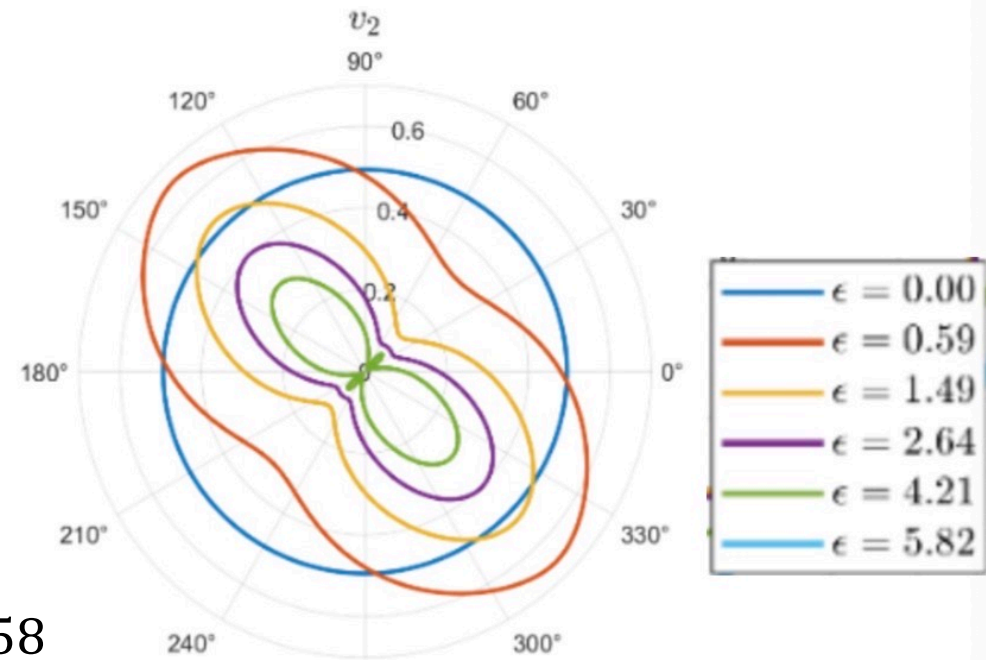 υ₂
90°
120°
60°
0.6
150°
0.4
30°
0.2
180°
0
0°
210°
330°
58
240°
300°
ϵ = 0.00
ϵ = 0.59
ϵ = 1.49
ϵ = 2.64
ϵ = 4.21
ϵ = 5.82